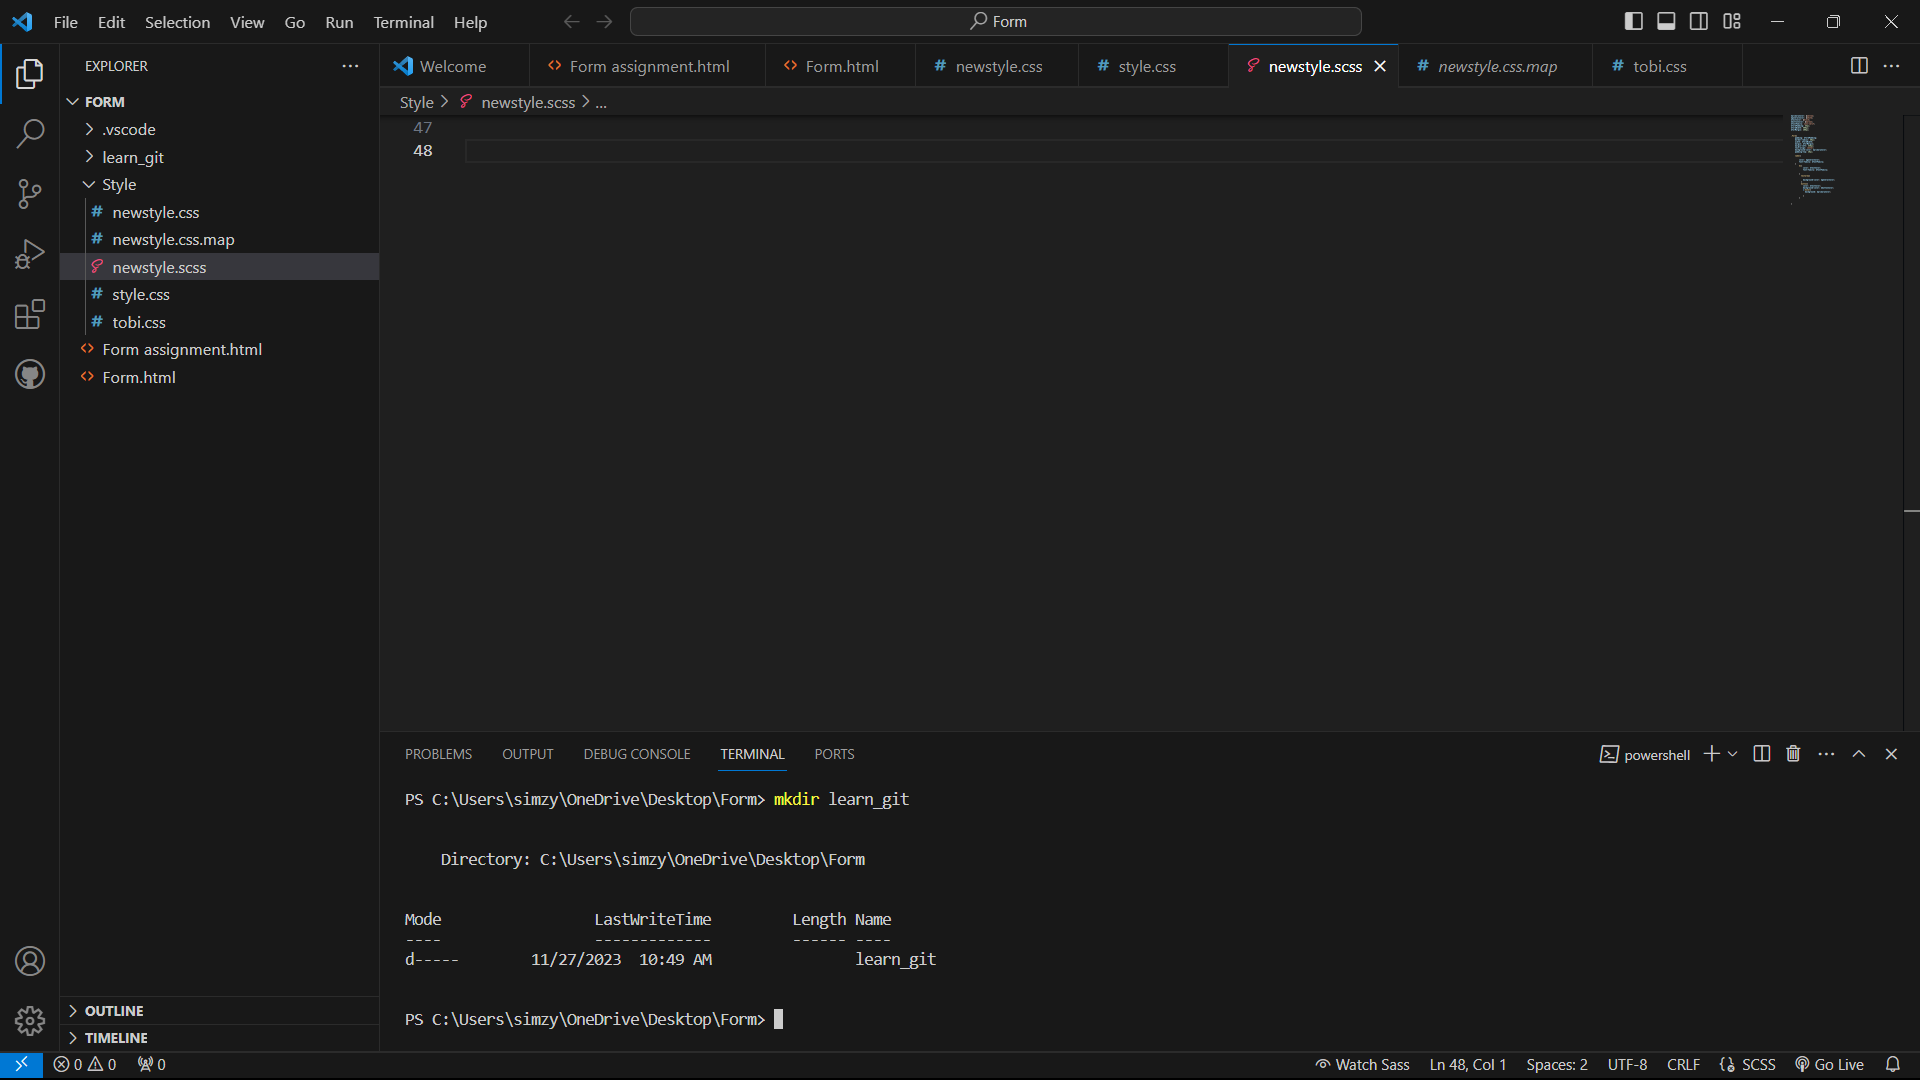 File Edit Selection View Go Run Terminal Help
Form
EXPLORER
FORM
.vscode
learn_git
Style
newstyle.css
newstyle.css.map
newstyle.scss
style.css
tobi.css
Form assignment.html
Form.html
OUTLINE
TIMELINE
Welcome Form assignment.html Form.html newstyle.css style.css newstyle.scss newstyle.css.map tobi.css
Style > newstyle.scss > ...
47
48
PROBLEMS OUTPUT DEBUG CONSOLE TERMINAL PORTS
powershell
PS C:\Users\simzy\OneDrive\Desktop\Form> mkdir learn_git
Directory: C:\Users\simzy\OneDrive\Desktop\Form
Mode LastWriteTime Length Name
---- ------------- ------ ----
d----- 11/27/2023 10:49 AM learn_git
PS C:\Users\simzy\OneDrive\Desktop\Form>
0 0 0
Watch Sass Ln 48, Col 1 Spaces: 2 UTF-8 CRLF SCSS Go Live